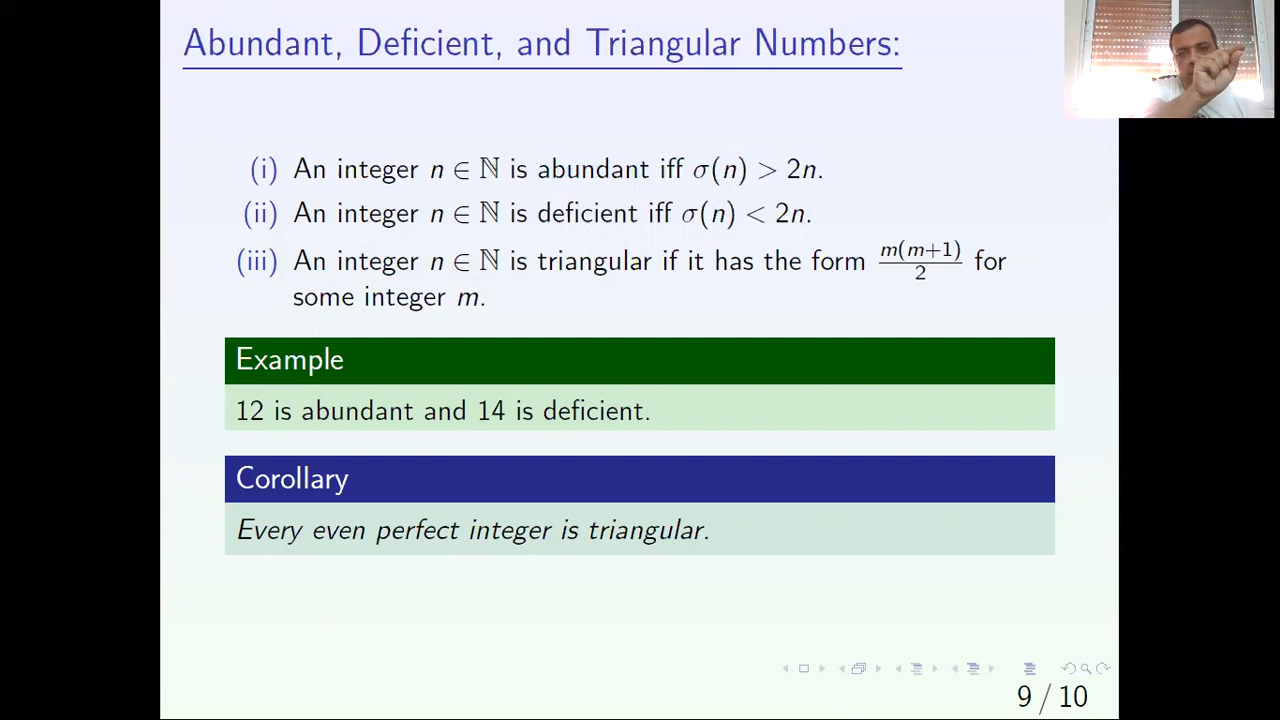 Abundant, Deficient, and Triangular Numbers:
(i) An integer n ∈ ℕ is abundant iff σ(n) > 2n.
(ii) An integer n ∈ ℕ is deficient iff σ(n) < 2n.
(iii) An integer n ∈ ℕ is triangular if it has the form m(m+1)/2 for
some integer m.
Example
12 is abundant and 14 is deficient.
Corollary
Every even perfect integer is triangular.
9 / 10